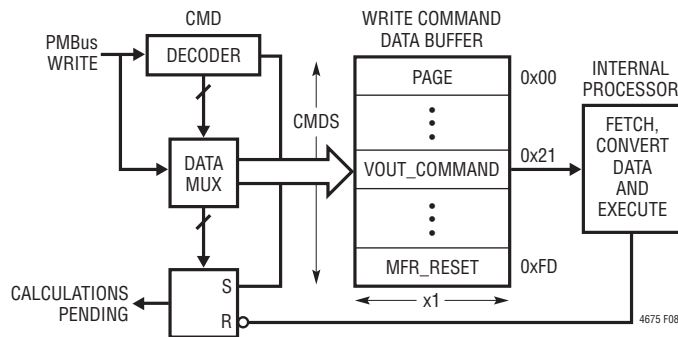 CMD
WRITE COMMAND
DATA BUFFER
PMBus
WRITE
DECODER
PAGE
0x00
INTERNAL
PROCESSOR
CMDS
FETCH,
CONVERT
DATA
AND
EXECUTE
DATA
MUX
VOUT_COMMAND
0x21
MFR_RESET
0xFD
S
CALCULATIONS
PENDING
R
x1
4675 F08